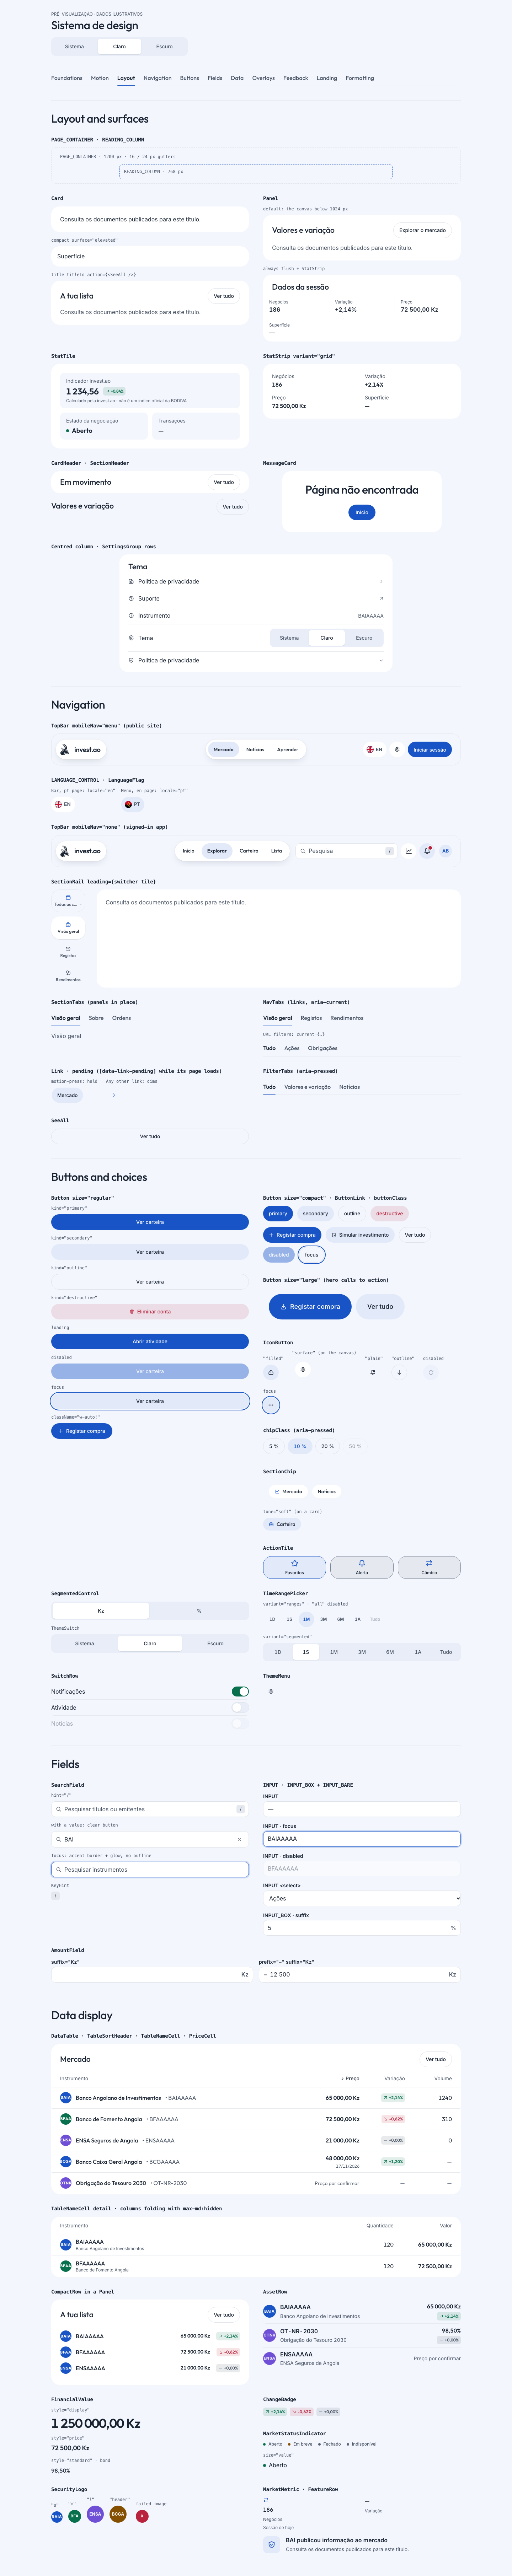 PRÉ-VISUALIZAÇÃO · DADOS ILUSTRATIVOS
Sistema de design
Sistema Claro Escuro
Foundations Motion Layout Navigation Buttons Fields Data Overlays Feedback Landing Formatting
Layout and surfaces
PAGE_CONTAINER · READING_COLUMN
PAGE_CONTAINER · 1200 px · 16 / 24 px gutters
READING_COLUMN · 768 px
Card
Consulta os documentos publicados para este título.
compact surface="elevated"
Superfície
title titleId action={<SeeAll />}
A tua lista Ver tudo
Consulta os documentos publicados para este título.
Panel
default: the canvas below 1024 px
Valores e variação Explorar o mercado
Consulta os documentos publicados para este título.
always flush + StatStrip
Dados da sessão
Negócios Variação Preço
186 +2,14% 72 500,00 Kz
Superfície
—
StatTile
Indicador invest.ao
1 234,56 +0,84%
Calculado pela invest.ao · não é um índice oficial da BODIVA
Estado da negociação Transações
Aberto —
StatStrip variant="grid"
Negócios Variação
186 +2,14%
Preço Superfície
72 500,00 Kz —
CardHeader · SectionHeader
Em movimento Ver tudo
Valores e variação Ver tudo
MessageCard
Página não encontrada
Início
Centred column · SettingsGroup rows
Tema
Política de privacidade
Suporte
Instrumento BAIAAAAA
Tema Sistema Claro Escuro
Política de privacidade
Navigation
TopBar mobileNav="menu" (public site)
invest.ao Mercado Notícias Aprender EN Iniciar sessão
LANGUAGE_CONTROL · LanguageFlag
Bar, pt page: locale="en" Menu, en page: locale="pt"
EN PT
TopBar mobileNav="none" (signed-in app)
invest.ao Início Explorar Carteira Lista Pesquisa / AB
SectionRail leading={switcher tile}
Todas as c...
Visão geral
Registos
Rendimentos
Consulta os documentos publicados para este título.
SectionTabs (panels in place)
Visão geral Sobre Ordens
Visão geral
NavTabs (links, aria-current)
Visão geral Registos Rendimentos
URL filters: current={…}
Tudo Ações Obrigações
Link · pending ([data-link-pending] while its page loads)
motion-press: held Any other link: dims
Mercado
FilterTabs (aria-pressed)
Tudo Valores e variação Notícias
SeeAll
Ver tudo
Buttons and choices
Button size="regular"
kind="primary"
Ver carteira
kind="secondary"
Ver carteira
kind="outline"
Ver carteira
kind="destructive"
Eliminar conta
loading
Abrir atividade
disabled
Ver carteira
focus
Ver carteira
className="w-auto!"
+ Registar compra
Button size="compact" · ButtonLink · buttonClass
primary secondary outline destructive
+ Registar compra Simular investimento Ver tudo
disabled focus
Button size="large" (hero calls to action)
Registar compra Ver tudo
IconButton
"filled" "surface" (on the canvas) "plain" "outline" disabled
focus
chipClass (aria-pressed)
5 % 10 % 20 % 50 %
SectionChip
Mercado Notícias
tone="soft" (on a card)
Carteira
ActionTile
Favoritos Alerta Câmbio
SegmentedControl
Kz %
ThemeSwitch
Sistema Claro Escuro
TimeRangePicker
variant="ranges" · "all" disabled
1D 1S 1M 3M 6M 1A Tudo
variant="segmented"
1D 1S 1M 3M 6M 1A Tudo
SwitchRow
Notificações
Atividade
Notícias
ThemeMenu
Fields
SearchField
hint="/"
Pesquisar títulos ou emitentes /
with a value: clear button
BAI
focus: accent border + glow, no outline
Pesquisar instrumentos
KeyHint
/
INPUT · INPUT_BOX + INPUT_BARE
INPUT
—
INPUT · focus
BAIAAAAA
INPUT · disabled
BFAAAAAA
INPUT <select>
Ações
INPUT_BOX · suffix
5 %
AmountField
suffix="Kz" prefix="−" suffix="Kz"
Kz − 12 500 Kz
Data display
DataTable · TableSortHeader · TableNameCell · PriceCell
Mercado Ver tudo
Instrumento ↓ Preço Variação Volume
BAIA Banco Angolano de Investimentos · BAIAAAAA 65 000,00 Kz +2,14% 1240
BFAA Banco de Fomento Angola · BFAAAAAA 72 500,00 Kz −0,62% 310
ENSA ENSA Seguros de Angola · ENSAAAAA 21 000,00 Kz +0,00% 0
BCGA Banco Caixa Geral Angola · BCGAAAAA 48 000,00 Kz +1,20% —
17/11/2026
OTNR Obrigação do Tesouro 2030 · OT-NR-2030 Preço por confirmar — —
TableNameCell detail · columns folding with max-md:hidden
Instrumento Quantidade Valor
BAIA BAIAAAAA 120 65 000,00 Kz
Banco Angolano de Investimentos
BFAA BFAAAAAA 120 72 500,00 Kz
Banco de Fomento Angola
CompactRow in a Panel
A tua lista Ver tudo
BAIA BAIAAAAA 65 000,00 Kz +2,14%
BFAA BFAAAAAA 72 500,00 Kz −0,62%
ENSA ENSAAAAA 21 000,00 Kz +0,00%
AssetRow
BAIA BAIAAAAA 65 000,00 Kz
Banco Angolano de Investimentos +2,14%
OTNR OT-NR-2030 98,50%
Obrigação do Tesouro 2030 +0,00%
ENSA ENSAAAAA Preço por confirmar
ENSA Seguros de Angola
FinancialValue
style="display"
1 250 000,00 Kz
style="price"
72 500,00 Kz
style="standard" · bond
98,50%
ChangeBadge
+2,14% −0,62% +0,00%
MarketStatusIndicator
Aberto Em breve Fechado Indisponível
size="value"
Aberto
SecurityLogo
"s" "m" "l" "header" failed image
BAIA BFA ENSA BCGA X
MarketMetric · FeatureRow
186 —
Negócios Variação
Sessão de hoje
BAI publicou informação ao mercado
Consulta os documentos publicados para este título.